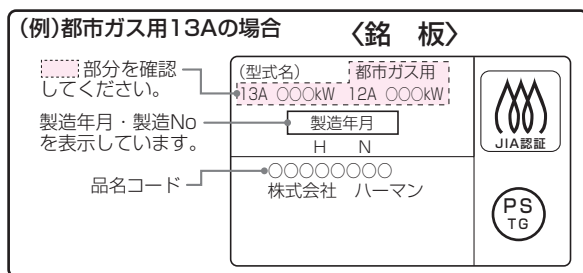 (例)都市ガス用13Aの場合
〈銘 板〉
部分を確認
してください。
製造年月・製造No
を表示しています。
品名コード
(型式名) 都市ガス用
13A 〇〇〇kW 12A 〇〇〇kW
製造年月
H N
〇〇〇〇〇〇〇〇
株式会社 ハーマン
JIA認証
PS
TG